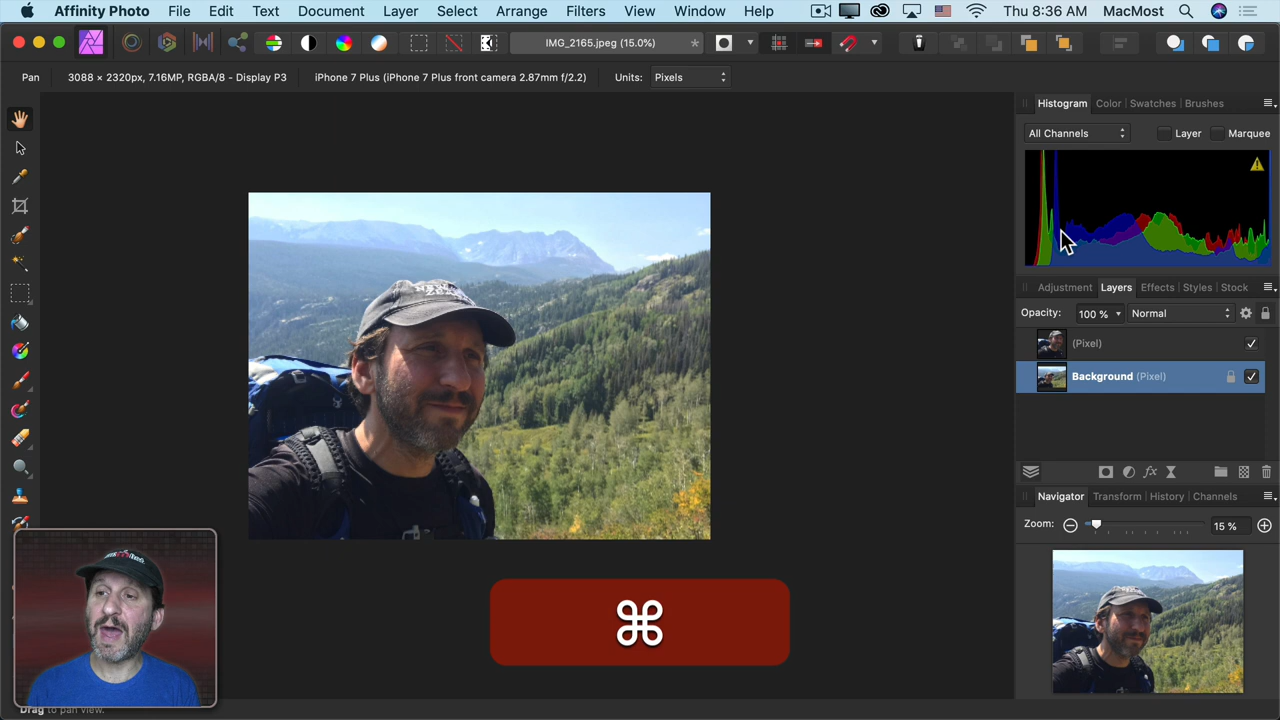 Affinity Photo File Edit Text Document Layer Select Arrange Filters View Window Help Thu 8:36 AM MacMost
IMG_2165.jpeg (15.0%) *
Pan 3088 × 2320px, 7.16MP, RGBA/8 - Display P3 iPhone 7 Plus (iPhone 7 Plus front camera 2.87mm f/2.2) Units: Pixels
Histogram Color Swatches Brushes
All Channels Layer Marquee
Adjustment Layers Effects Styles Stock
Opacity: 100 % Normal
(Pixel)
Background (Pixel)
Navigator Transform History Channels
Zoom: 15 %
⌘
Drag to pan view.